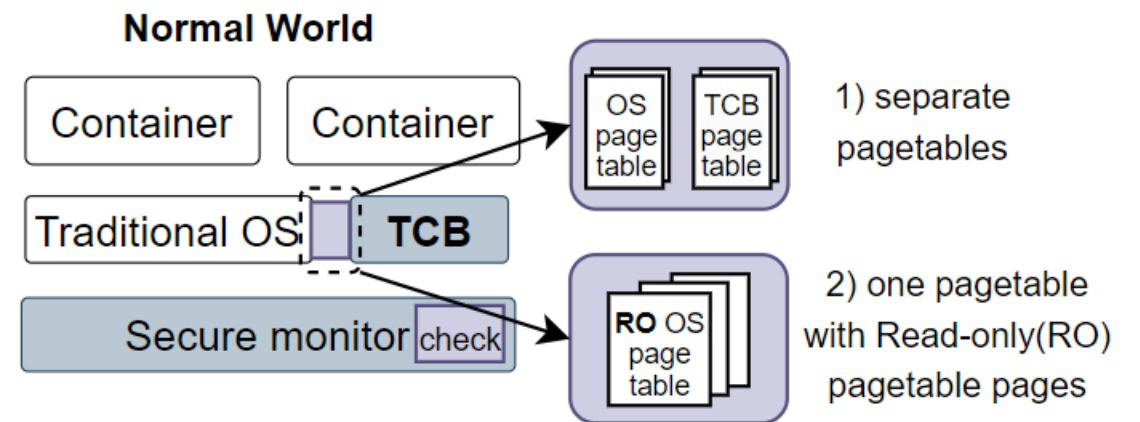 Normal World
Container
Container
Traditional OS
TCB
Secure monitor
check
OS
page
table
TCB
page
table
1) separate
pagetables
RO OS
page
table
2) one pagetable
with Read-only(RO)
pagetable pages